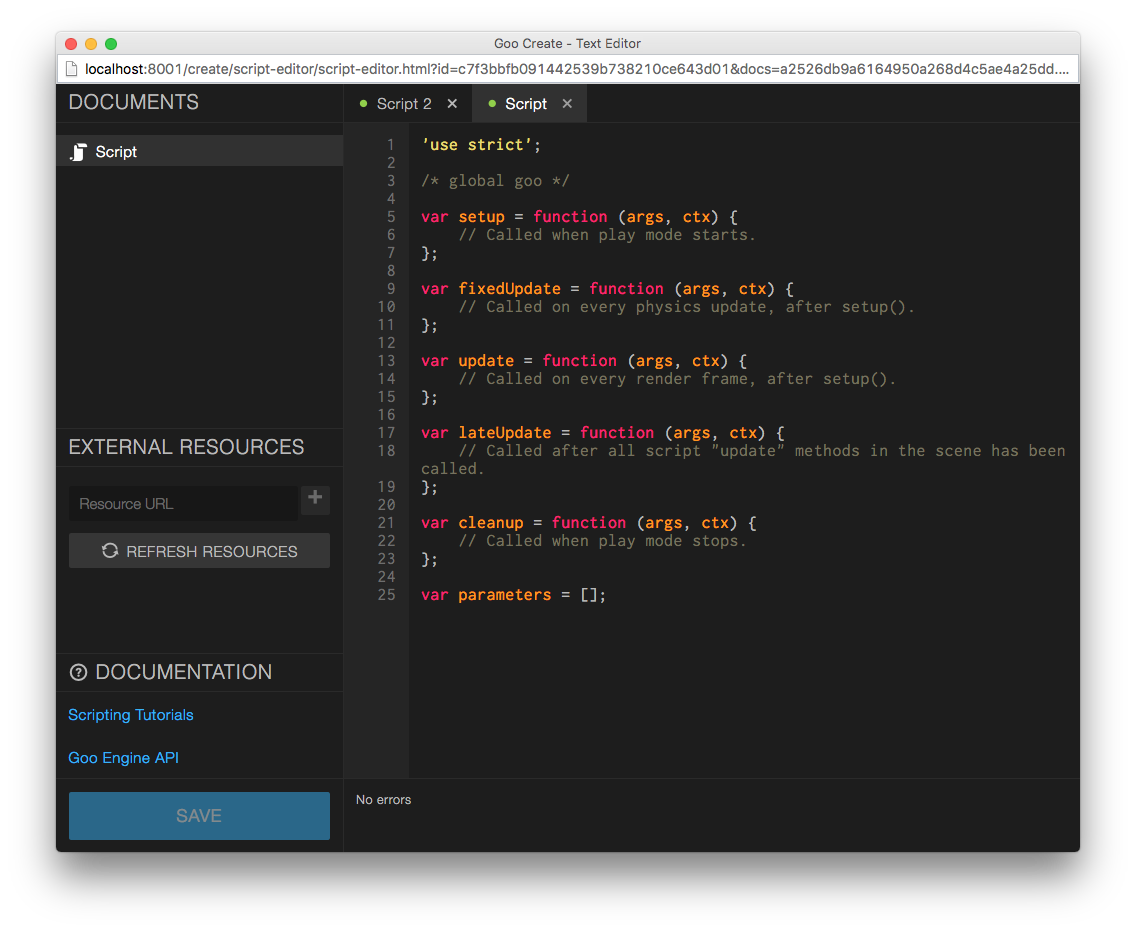 Goo Create - Text Editor
localhost:8001/create/script-editor/script-editor.html?id=c7f3bbfb091442539b738210ce643d01&docs=a2526db9a6164950a268d4c5ae4a25dd....
DOCUMENTS
Script
EXTERNAL RESOURCES
Resource URL
+
REFRESH RESOURCES
? DOCUMENTATION
Scripting Tutorials
Goo Engine API
SAVE
Script 2 × Script ×
1 'use strict';
2
3 /* global goo */
4
5 var setup = function (args, ctx) {
6 // Called when play mode starts.
7 };
8
9 var fixedUpdate = function (args, ctx) {
10 // Called on every physics update, after setup().
11 };
12
13 var update = function (args, ctx) {
14 // Called on every render frame, after setup().
15 };
16
17 var lateUpdate = function (args, ctx) {
18 // Called after all script "update" methods in the scene has been
called.
19 };
20
21 var cleanup = function (args, ctx) {
22 // Called when play mode stops.
23 };
24
25 var parameters = [];
No errors